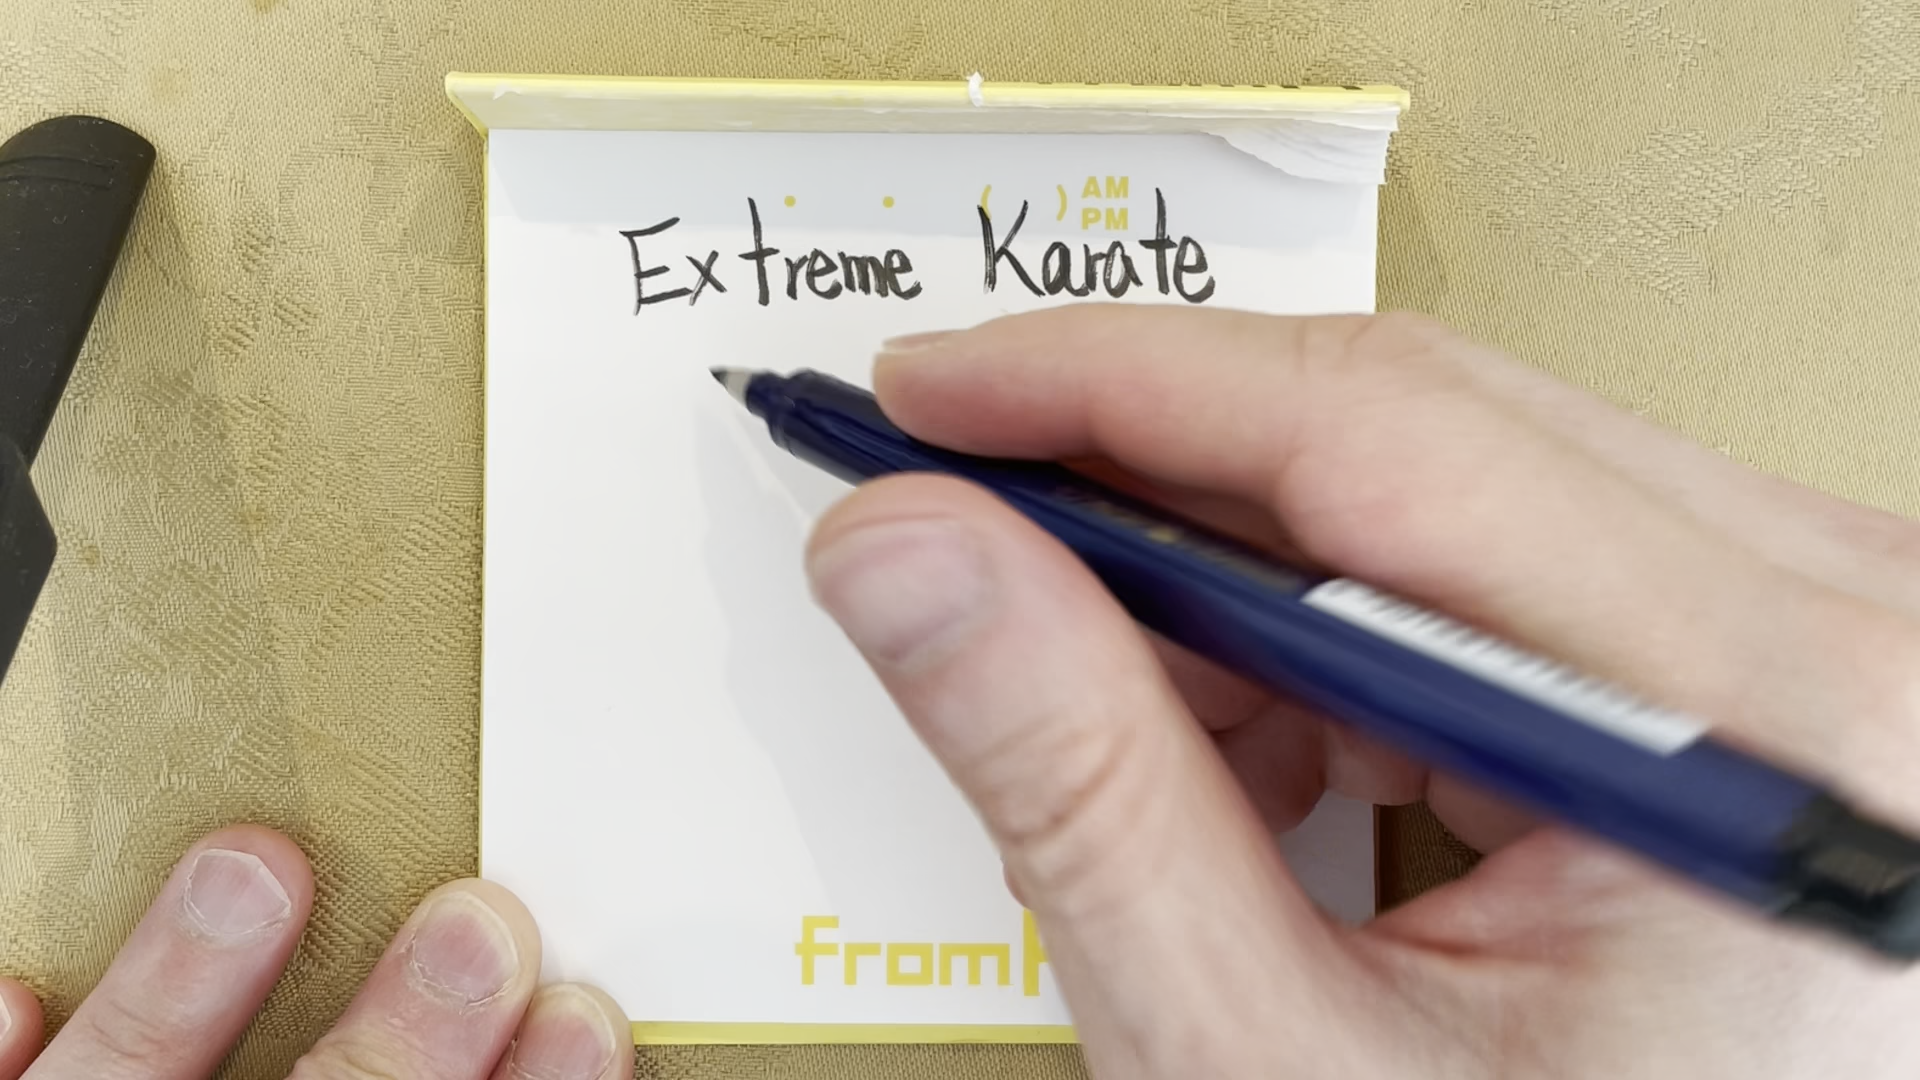 • • ( ) AM
PM
Extreme Karate
from